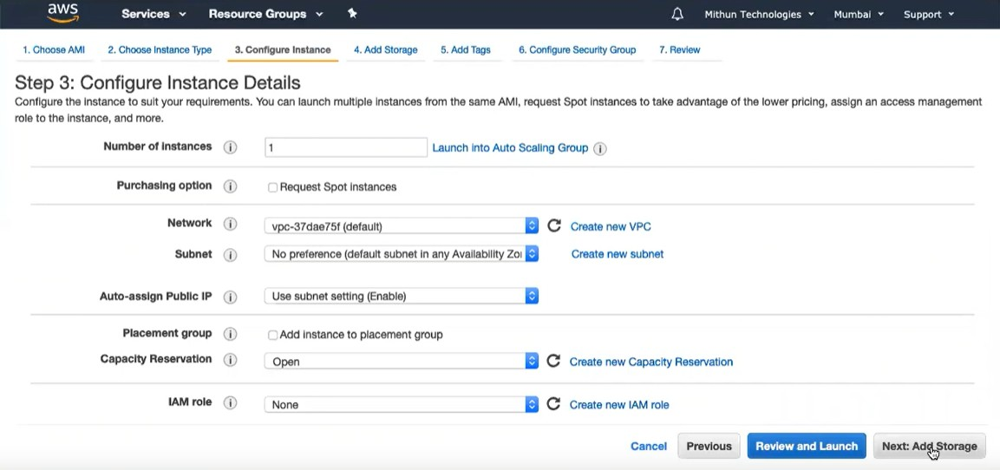 aws Services Resource Groups Mithun Technologies Mumbai Support
1. Choose AMI 2. Choose Instance Type 3. Configure Instance 4. Add Storage 5. Add Tags 6. Configure Security Group 7. Review
Step 3: Configure Instance Details
Configure the instance to suit your requirements. You can launch multiple instances from the same AMI, request Spot instances to take advantage of the lower pricing, assign an access management
role to the instance, and more.
Number of instances i 1 Launch into Auto Scaling Group i
Purchasing option i Request Spot instances
Network i vpc-37dae75f (default) Create new VPC
Subnet i No preference (default subnet in any Availability Zo Create new subnet
Auto-assign Public IP i Use subnet setting (Enable)
Placement group i Add instance to placement group
Capacity Reservation i Open Create new Capacity Reservation
IAM role i None Create new IAM role
Cancel Previous Review and Launch Next: Add Storage